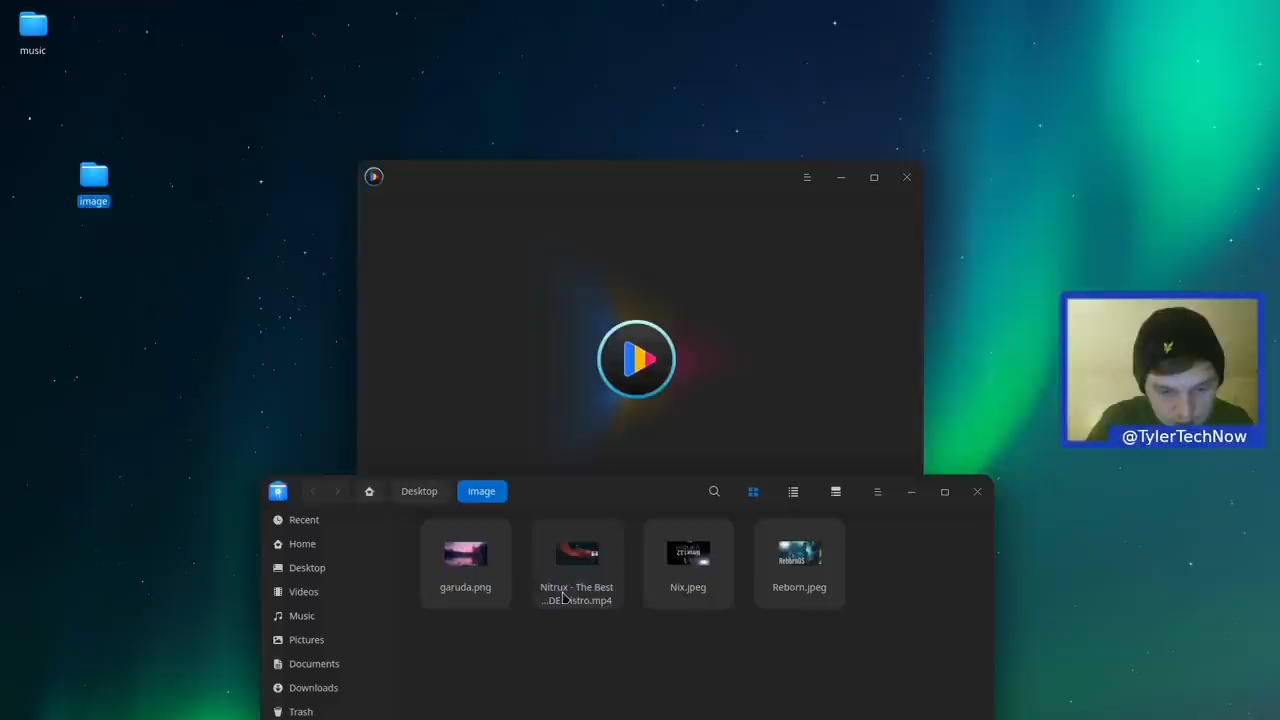 music
image
@TylerTechNow
Desktop
image
Recent
Home
Desktop
Videos
Music
Pictures
Documents
Downloads
Trash
garuda.png
Nitrux - The Best
...DE Distro.mp4
Nix.jpeg
Reborn.jpeg